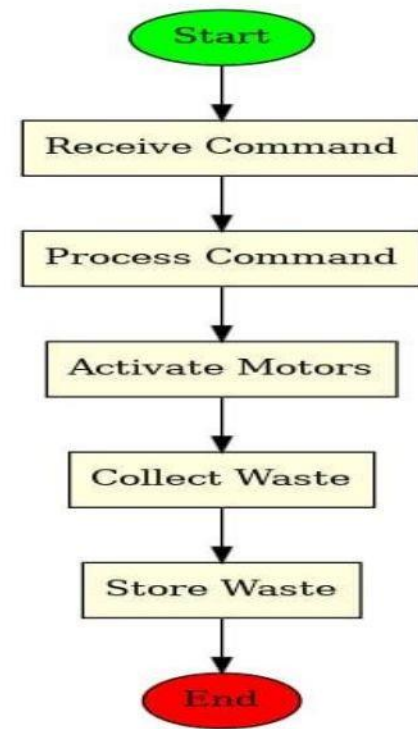 Start
Receive Command
Process Command
Activate Motors
Collect Waste
Store Waste
End